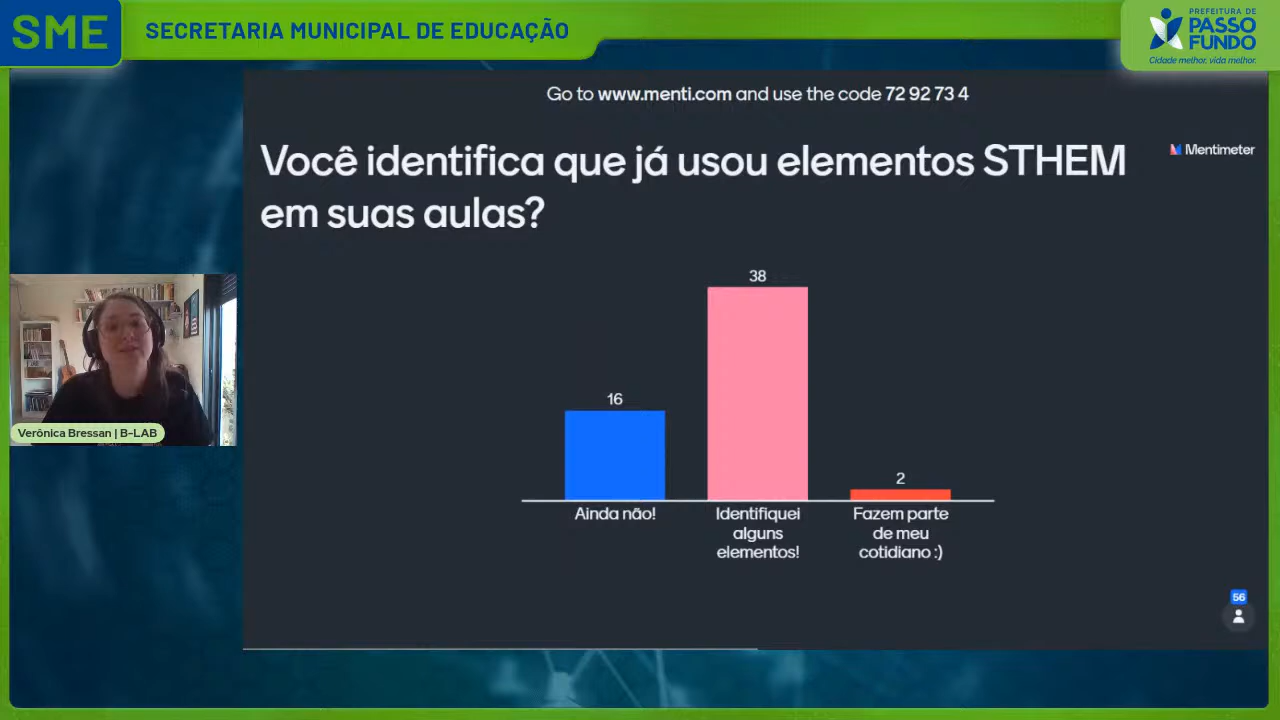 SME
SECRETARIA MUNICIPAL DE EDUCAÇÃO
PREFEITURA DE
PASSO
FUNDO
Cidade melhor, vida melhor.
Go to www.menti.com and use the code 72 92 73 4
Você identifica que já usou elementos STHEM
em suas aulas?
Mentimeter
38
16
2
Ainda não!
Identifiquei
alguns
elementos!
Fazem parte
de meu
cotidiano :)
Verônica Bressan | B-LAB
56